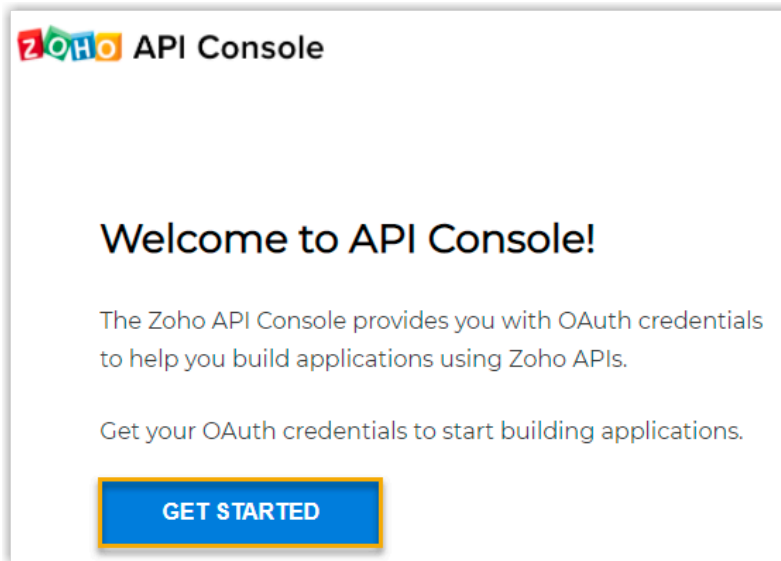 ZOHO API Console
Welcome to API Console!
The Zoho API Console provides you with OAuth credentials
to help you build applications using Zoho APIs.
Get your OAuth credentials to start building applications.
GET STARTED